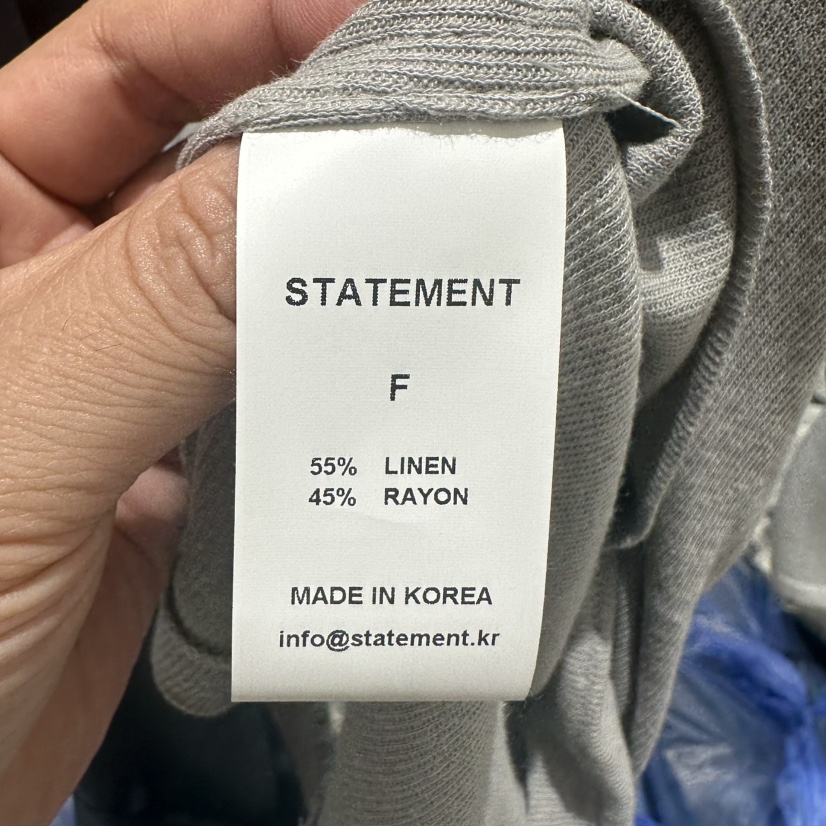 STATEMENT
F
55% LINEN
45% RAYON
MADE IN KOREA
info@statement.kr